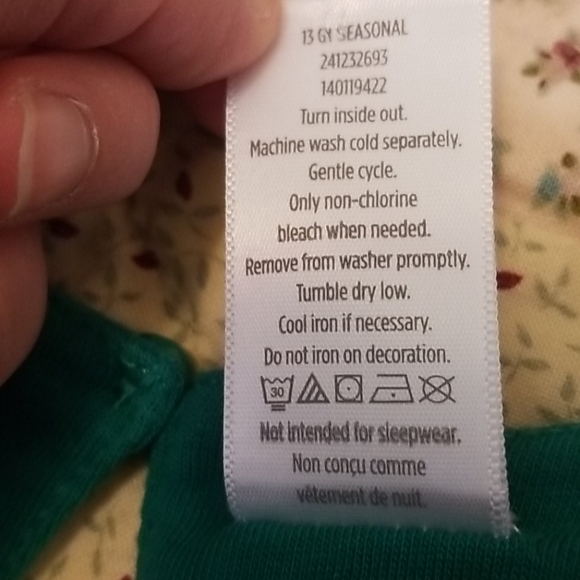 13 GY SEASONAL
241232693
140119422
Turn inside out.
Machine wash cold separately.
Gentle cycle.
Only non-chlorine
bleach when needed.
Remove from washer promptly.
Tumble dry low.
Cool iron if necessary.
Do not iron on decoration.
30
Not intended for sleepwear.
Non conçu comme
vêtement de nuit.